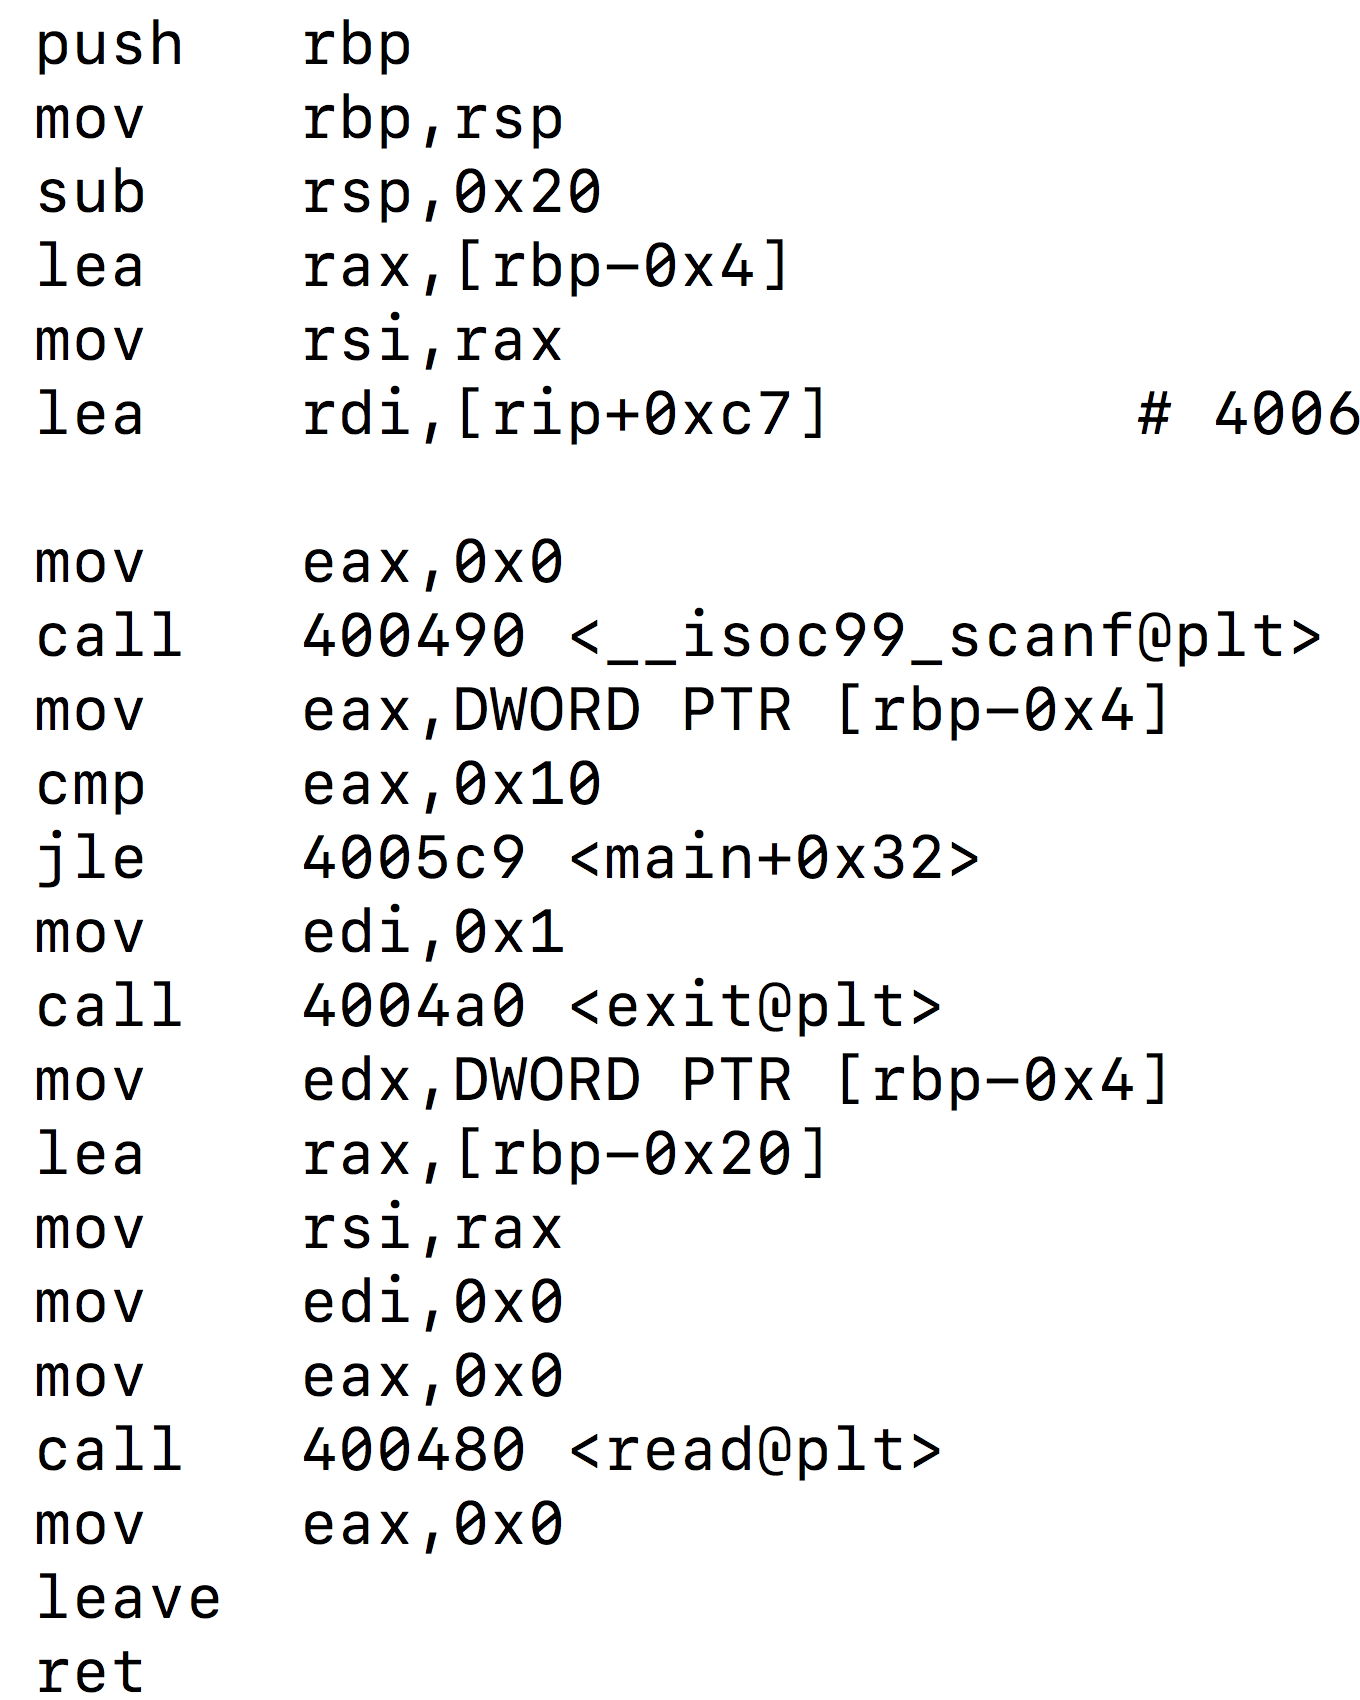 push rbp
mov rbp,rsp
sub rsp,0x20
lea rax,[rbp-0x4]
mov rsi,rax
lea rdi,[rip+0xc7] # 4006
mov eax,0x0
call 400490 <__isoc99_scanf@plt>
mov eax,DWORD PTR [rbp-0x4]
cmp eax,0x10
jle 4005c9 <main+0x32>
mov edi,0x1
call 4004a0 <exit@plt>
mov edx,DWORD PTR [rbp-0x4]
lea rax,[rbp-0x20]
mov rsi,rax
mov edi,0x0
mov eax,0x0
call 400480 <read@plt>
mov eax,0x0
leave
ret